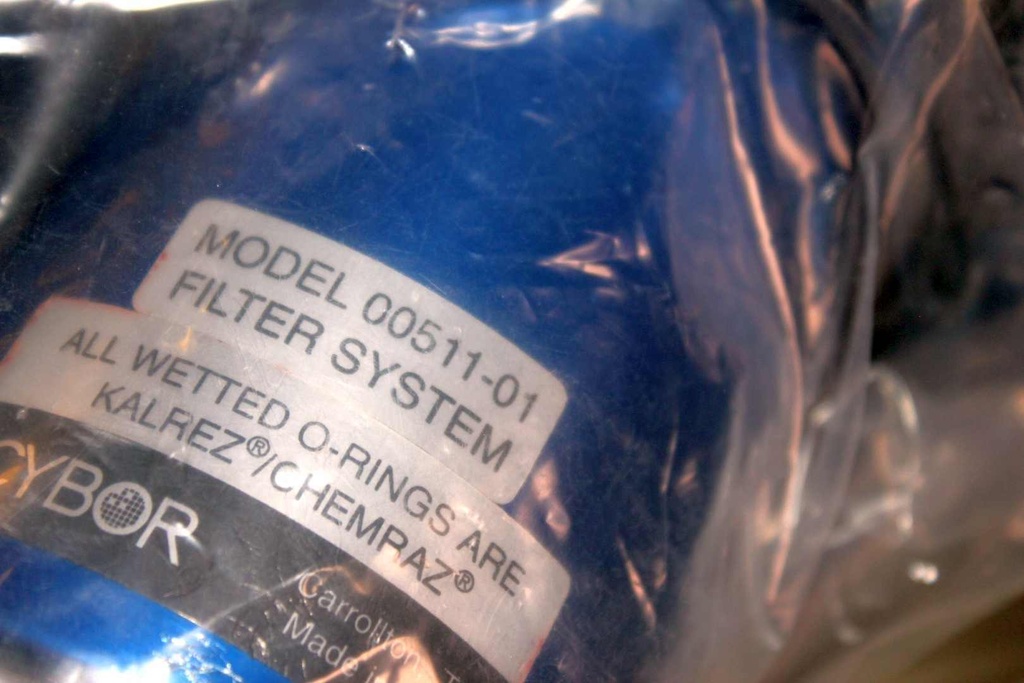 MODEL 00511-01
FILTER SYSTEM
ALL WETTED O-RINGS ARE
KALREZ®/CHEMRAZ®
CYBOR
Carrollton
Made